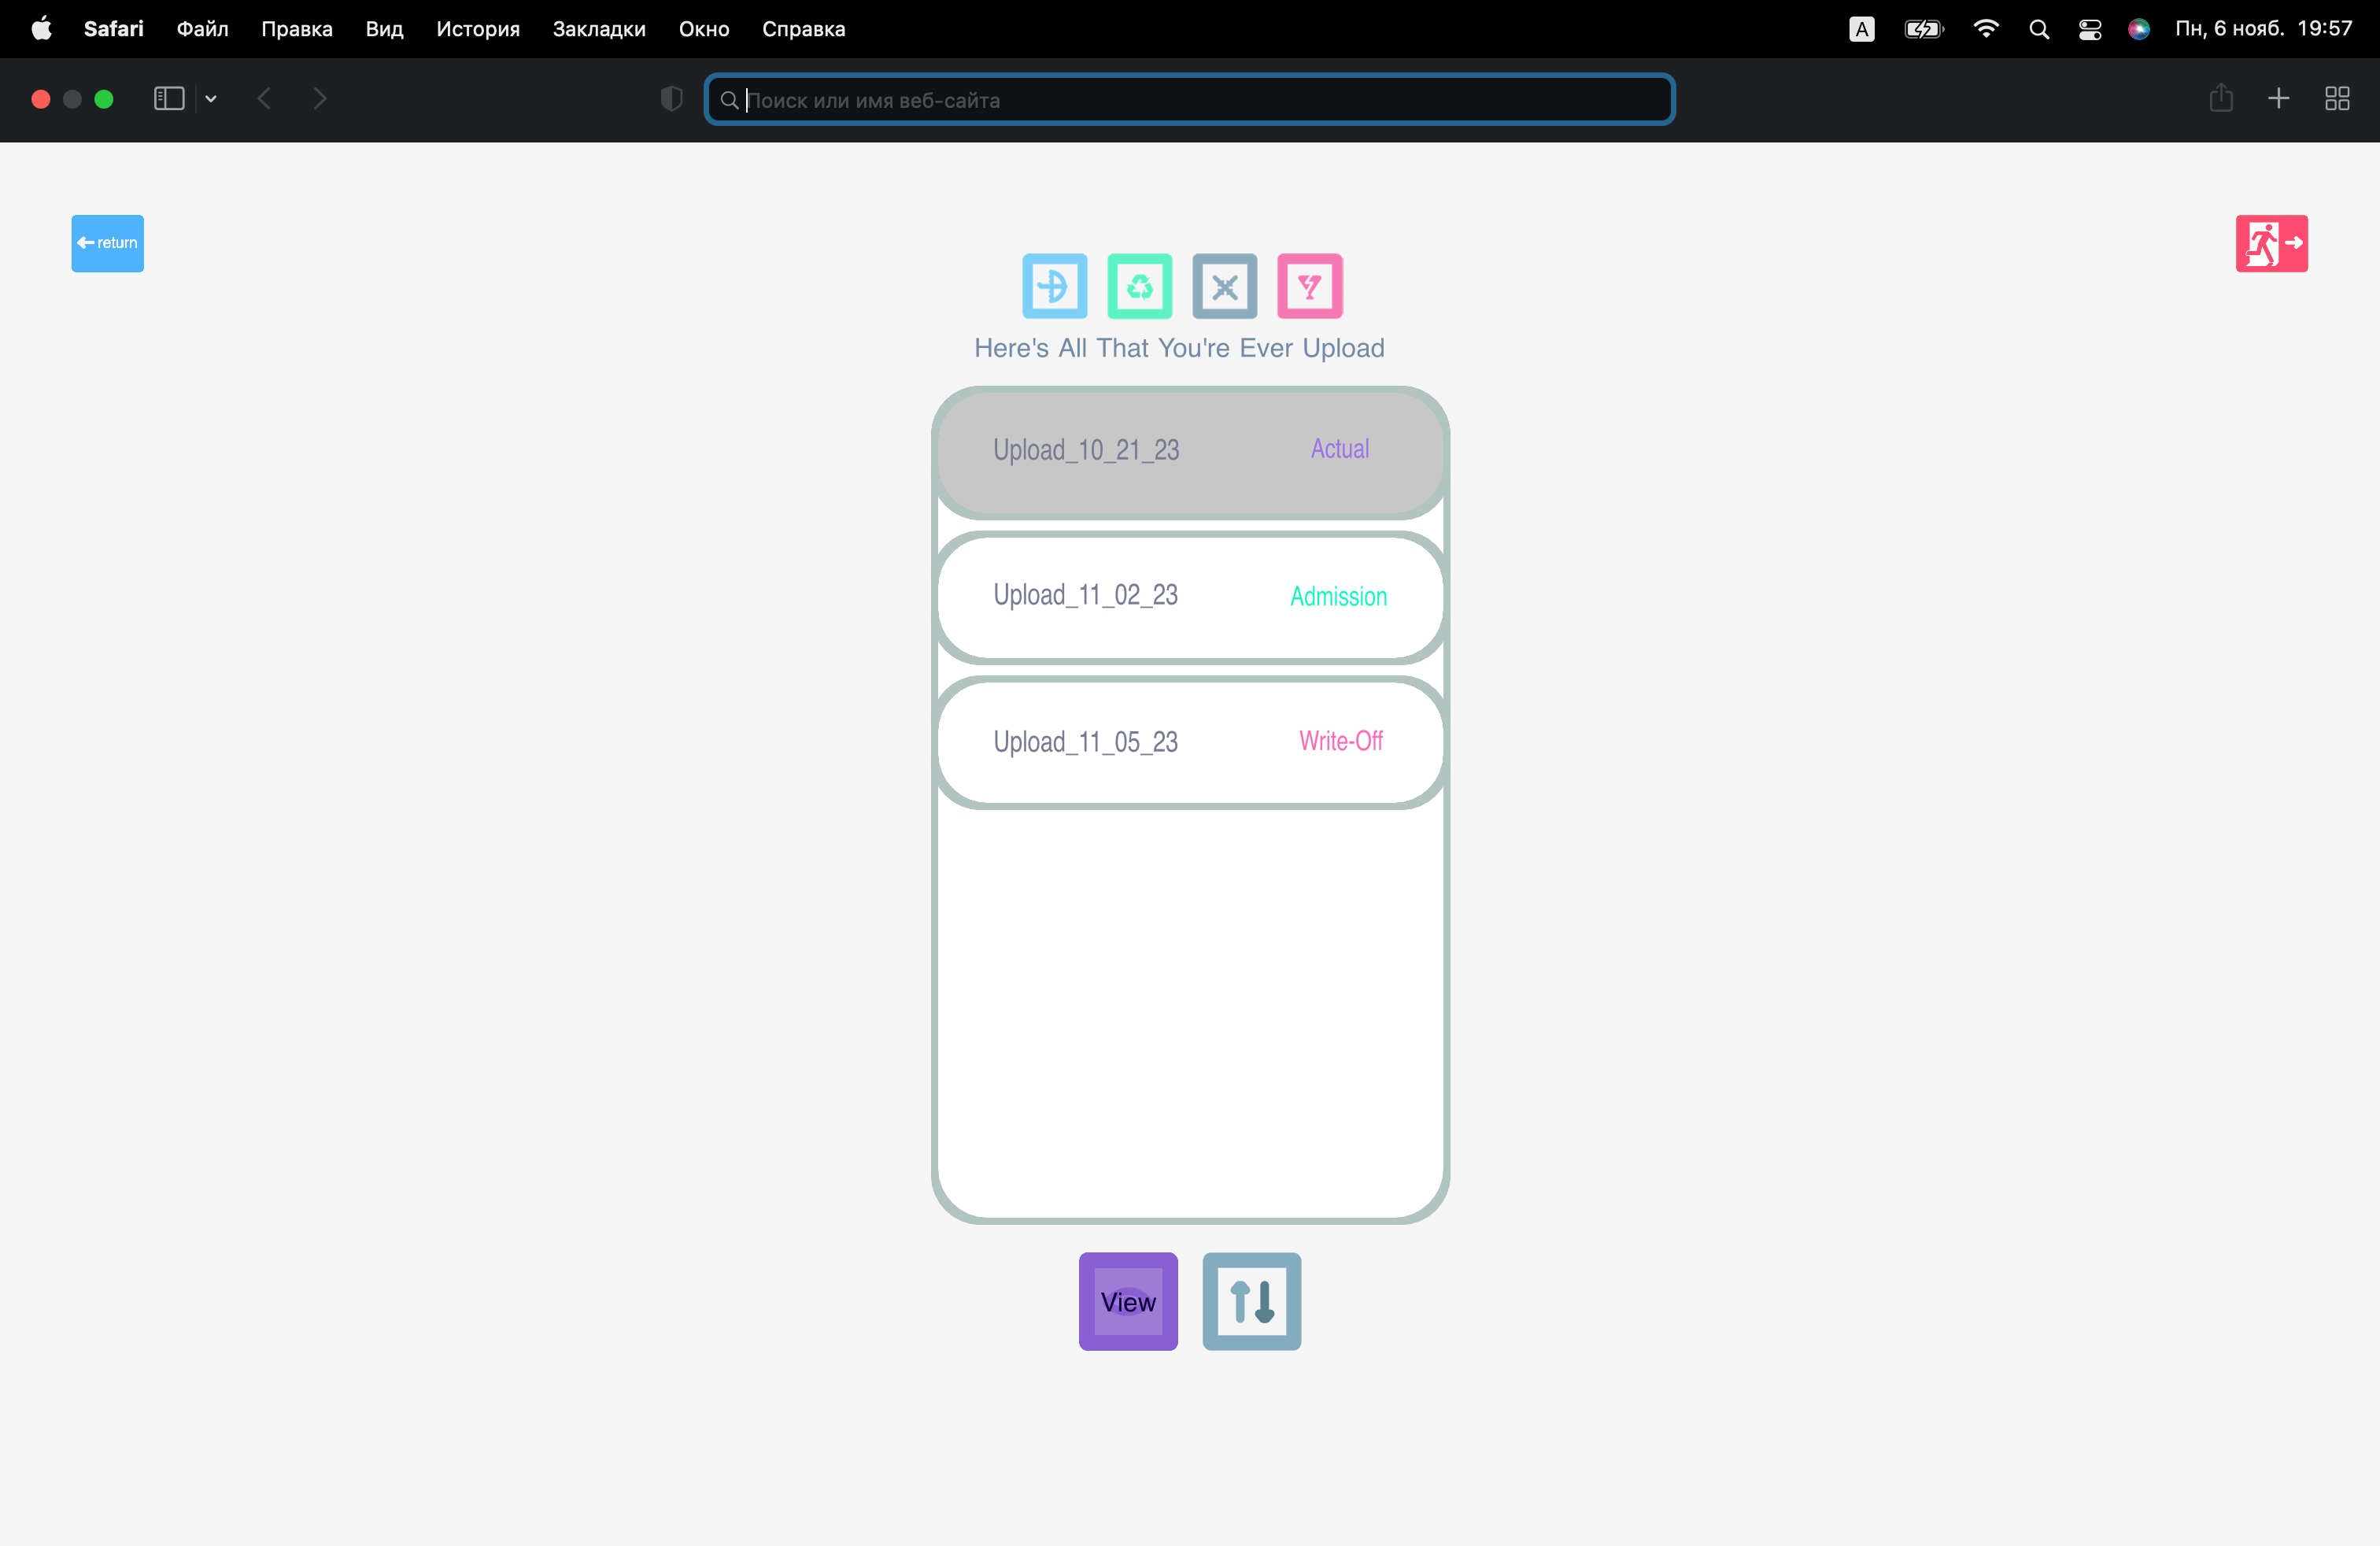 Safari Файл Правка Вид История Закладки Окно Справка A Пн, 6 нояб. 19:57
Поиск или имя веб-сайта
return
Here's All That You're Ever Upload
Upload_10_21_23 Actual
Upload_11_02_23 Admission
Upload_11_05_23 Write-Off
View